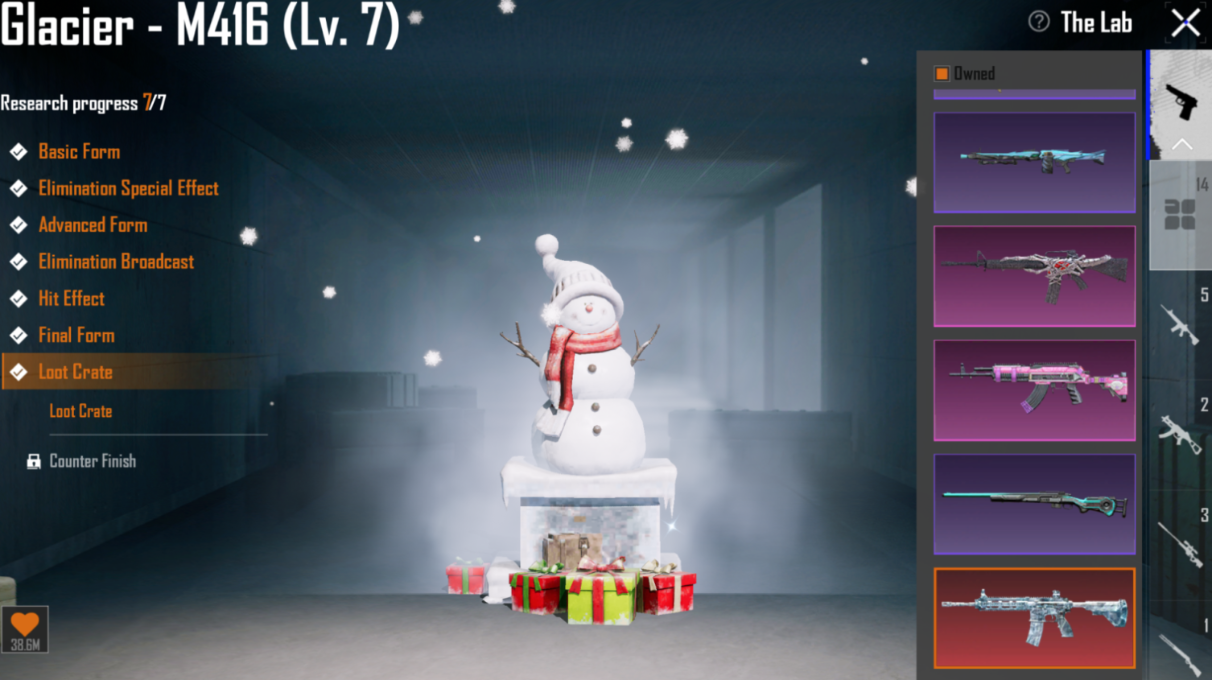 Glacier - M416 (Lv. 7)
The Lab
Research progress 7/7
Owned
Basic Form
Elimination Special Effect
Advanced Form
Elimination Broadcast
Hit Effect
Final Form
Loot Crate
Loot Crate
Counter Finish
38.6M
14
5
2
3
1